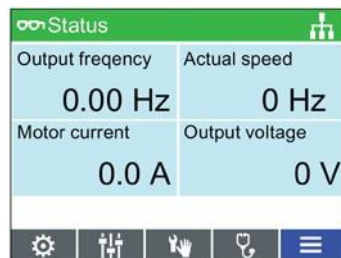 Status
Output freqency
Actual speed
0.00 Hz
0 Hz
Motor current
Output voltage
0.0 A
0 V